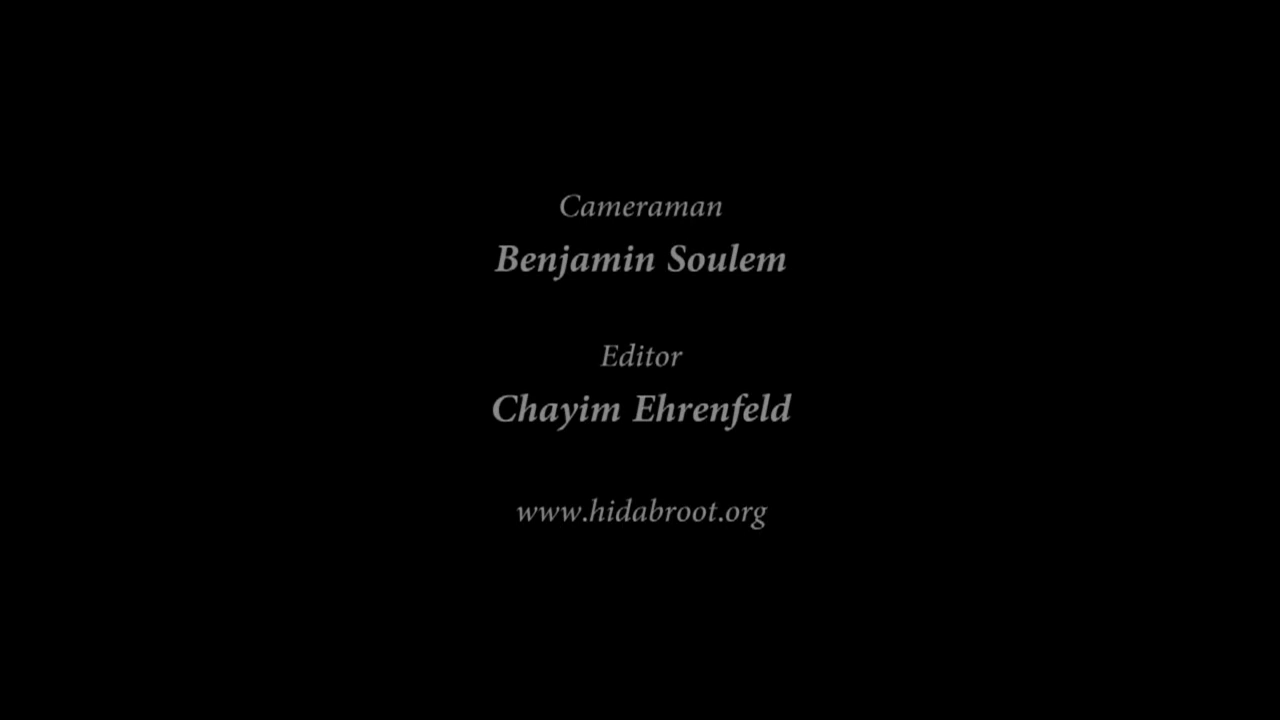 Cameraman
Benjamin Soulem
Editor
Chayim Ehrenfeld
www.hidabroot.org